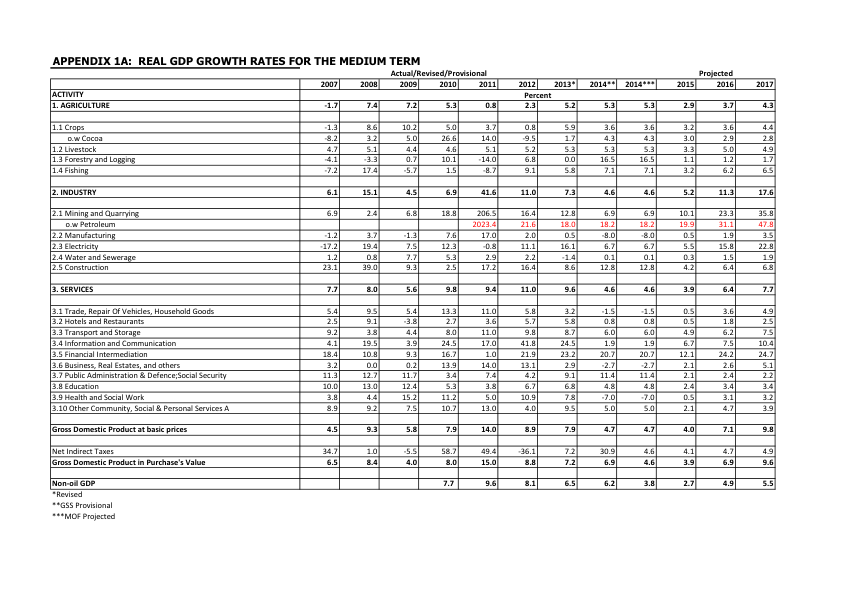 APPENDIX 1A: REAL GDP GROWTH RATES FOR THE MEDIUM TERM
Actual/Revised/Provisional Projected
2007 2008 2009 2010 2011 2012 2013* 2014** 2014*** 2015 2016 2017
ACTIVITY Percent
1. AGRICULTURE -1.7 7.4 7.2 5.3 0.8 2.3 5.2 5.3 5.3 2.9 3.7 4.3
1.1 Crops -1.3 8.6 10.2 5.0 3.7 0.8 5.9 3.6 3.6 3.2 3.6 4.4
o.w Cocoa -8.2 3.2 5.0 26.6 14.0 -9.5 1.7 4.3 4.3 3.0 2.9 2.8
1.2 Livestock 4.7 5.1 4.4 4.6 5.1 5.2 5.3 5.3 5.3 3.3 5.0 4.9
1.3 Forestry and Logging -4.1 -3.3 0.7 10.1 -14.0 6.8 0.0 16.5 16.5 1.1 1.2 1.7
1.4 Fishing -7.2 17.4 -5.7 1.5 -8.7 9.1 5.8 7.1 7.1 3.2 6.2 6.5
2. INDUSTRY 6.1 15.1 4.5 6.9 41.6 11.0 7.3 4.6 4.6 5.2 11.3 17.6
2.1 Mining and Quarrying 6.9 2.4 6.8 18.8 206.5 16.4 12.8 6.9 6.9 10.1 23.3 35.8
o.w Petroleum 2023.4 21.6 18.0 18.2 18.2 19.9 31.1 47.8
2.2 Manufacturing -1.2 3.7 -1.3 7.6 17.0 2.0 0.5 -8.0 -8.0 0.5 1.9 3.5
2.3 Electricity -17.2 19.4 7.5 12.3 -0.8 11.1 16.1 6.7 6.7 5.5 15.8 22.8
2.4 Water and Sewerage 1.2 0.8 7.7 5.3 2.9 2.2 -1.4 0.1 0.1 0.3 1.5 1.9
2.5 Construction 23.1 39.0 9.3 2.5 17.2 16.4 8.6 12.8 12.8 4.2 6.4 6.8
3. SERVICES 7.7 8.0 5.6 9.8 9.4 11.0 9.6 4.6 4.6 3.9 6.4 7.7
3.1 Trade, Repair Of Vehicles, Household Goods 5.4 9.5 5.4 13.3 11.0 5.8 3.2 -1.5 -1.5 0.5 3.6 4.9
3.2 Hotels and Restaurants 2.5 9.1 -3.8 2.7 3.6 5.7 5.8 0.8 0.8 0.5 1.8 2.5
3.3 Transport and Storage 9.2 3.8 4.4 8.0 11.0 9.8 8.7 6.0 6.0 4.9 6.2 7.5
3.4 Information and Communication 4.1 19.5 3.9 24.5 17.0 41.8 24.5 1.9 1.9 6.7 7.5 10.4
3.5 Financial Intermediation 18.4 10.8 9.3 16.7 1.0 21.9 23.2 20.7 20.7 12.1 24.2 24.7
3.6 Business, Real Estates, and others 3.2 0.0 0.2 13.9 14.0 13.1 2.9 -2.7 -2.7 2.1 2.6 5.1
3.7 Public Administration & Defence;Social Security 11.3 12.7 11.7 3.4 7.4 4.2 9.1 11.4 11.4 2.1 2.4 2.2
3.8 Education 10.0 13.0 12.4 5.3 3.8 6.7 6.8 4.8 4.8 2.4 3.4 3.4
3.9 Health and Social Work 3.8 4.4 15.2 11.2 5.0 10.9 7.8 -7.0 -7.0 0.5 3.1 3.2
3.10 Other Community, Social & Personal Services A 8.9 9.2 7.5 10.7 13.0 4.0 9.5 5.0 5.0 2.1 4.7 3.9
Gross Domestic Product at basic prices 4.5 9.3 5.8 7.9 14.0 8.9 7.9 4.7 4.7 4.0 7.1 9.8
Net Indirect Taxes 34.7 1.0 -5.5 58.7 49.4 -36.1 7.2 30.9 4.6 4.1 4.7 4.9
Gross Domestic Product in Purchase's Value 6.5 8.4 4.0 8.0 15.0 8.8 7.2 6.9 4.6 3.9 6.9 9.6
Non-oil GDP 7.7 9.6 8.1 6.5 6.2 3.8 2.7 4.9 5.5
*Revised
**GSS Provisional
***MOF Projected